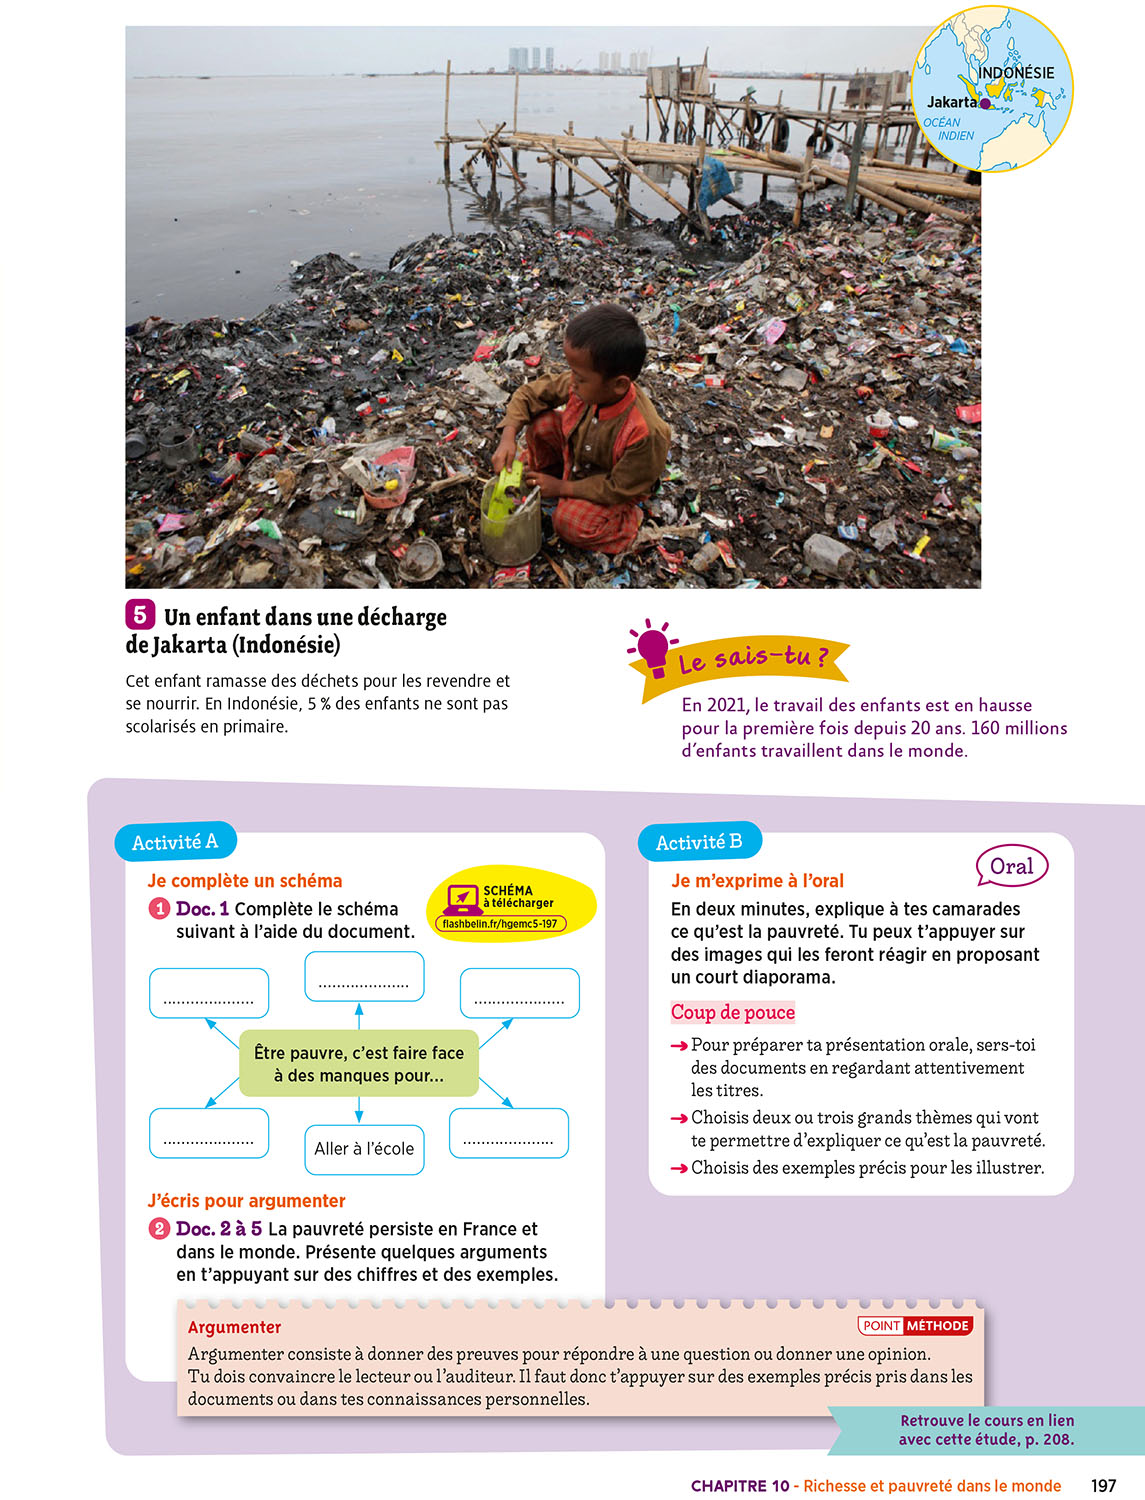 INDONÉSIE
Jakarta
OCÉAN
INDIEN
5 Un enfant dans une décharge
de Jakarta (Indonésie)
Cet enfant ramasse des déchets pour les revendre et
se nourrir. En Indonésie, 5 % des enfants ne sont pas
scolarisés en primaire.
Le sais-tu ?
En 2021, le travail des enfants est en hausse
pour la première fois depuis 20 ans. 160 millions
d'enfants travaillent dans le monde.
Activité A
Je complète un schéma
1 Doc. 1 Complète le schéma
suivant à l'aide du document.
SCHÉMA
à télécharger
flashbelin.fr/hgemc5-197
....................
....................
....................
Être pauvre, c'est faire face
à des manques pour...
....................
Aller à l'école
....................
J'écris pour argumenter
2 Doc. 2 à 5 La pauvreté persiste en France et
dans le monde. Présente quelques arguments
en t'appuyant sur des chiffres et des exemples.
Activité B
Oral
Je m'exprime à l'oral
En deux minutes, explique à tes camarades
ce qu'est la pauvreté. Tu peux t'appuyer sur
des images qui les feront réagir en proposant
un court diaporama.
Coup de pouce
➜ Pour préparer ta présentation orale, sers-toi
des documents en regardant attentivement
les titres.
➜ Choisis deux ou trois grands thèmes qui vont
te permettre d'expliquer ce qu'est la pauvreté.
➜ Choisis des exemples précis pour les illustrer.
Argumenter
POINT MÉTHODE
Argumenter consiste à donner des preuves pour répondre à une question ou donner une opinion.
Tu dois convaincre le lecteur ou l'auditeur. Il faut donc t'appuyer sur des exemples précis pris dans les
documents ou dans tes connaissances personnelles.
Retrouve le cours en lien
avec cette étude, p. 208.
CHAPITRE 10 - Richesse et pauvreté dans le monde 197